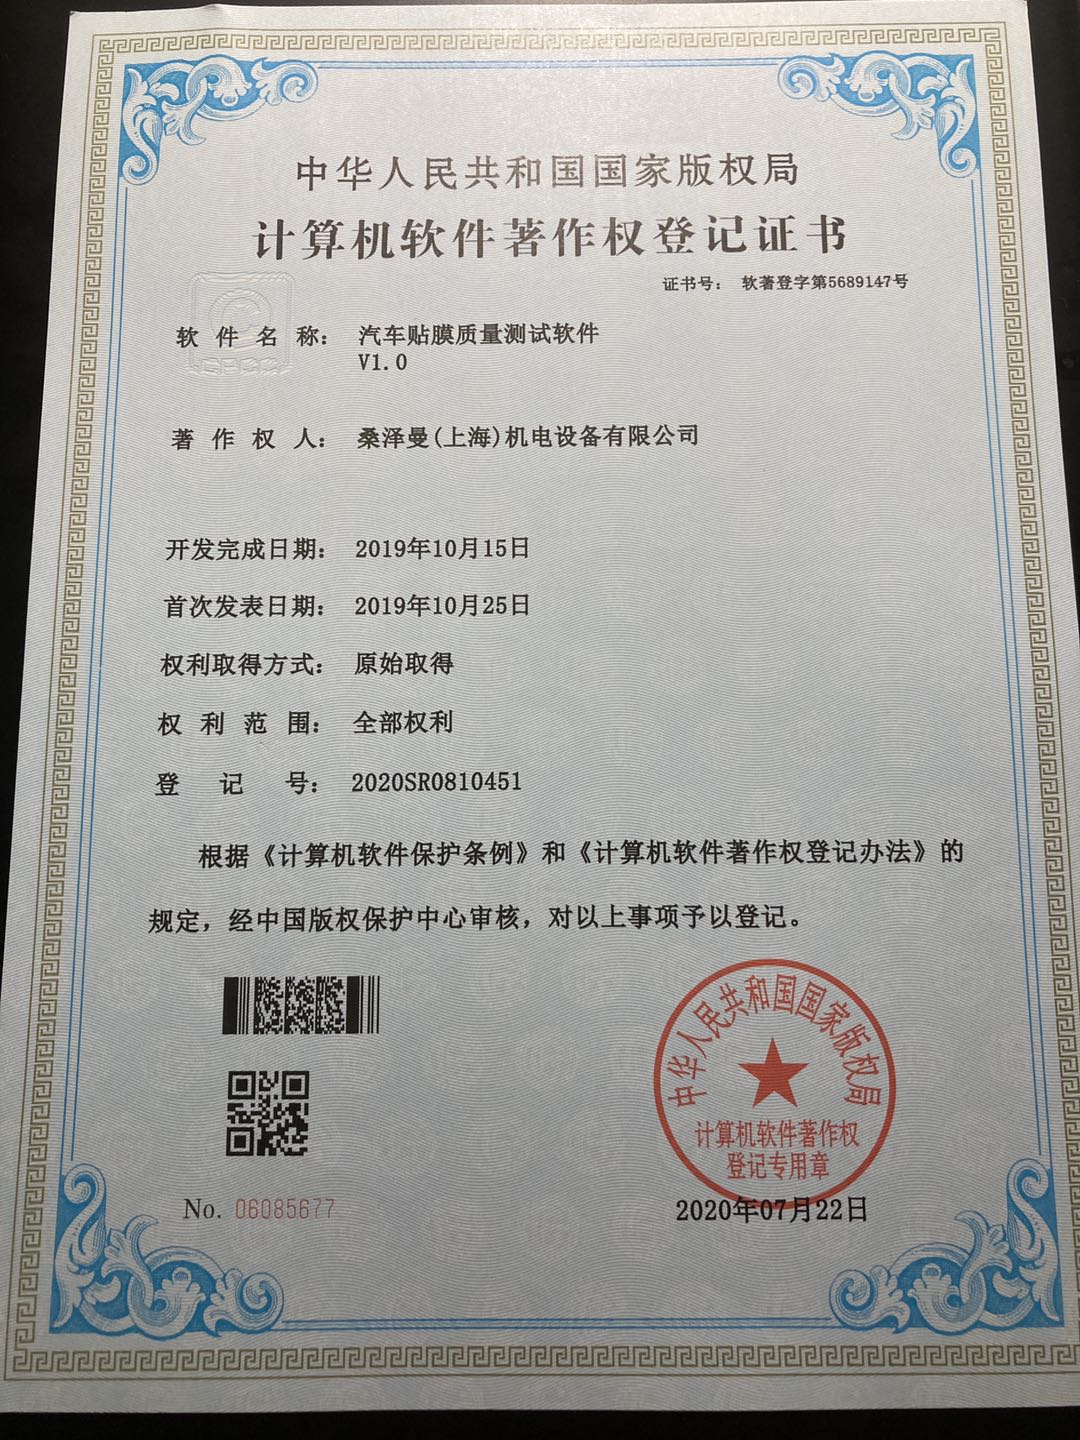 中华人民共和国国家版权局
计算机软件著作权登记证书
证书号： 软著登字第5689147号
软件名称： 汽车贴膜质量测试软件
V1.0
著作权人： 桑泽曼(上海)机电设备有限公司
开发完成日期： 2019年10月15日
首次发表日期： 2019年10月25日
权利取得方式： 原始取得
权利范围： 全部权利
登记号： 2020SR0810451
根据《计算机软件保护条例》和《计算机软件著作权登记办法》的
规定，经中国版权保护中心审核，对以上事项予以登记。
中华人民共和国国家版权局
计算机软件著作权
登记专用章
No. 06085677
2020年07月22日